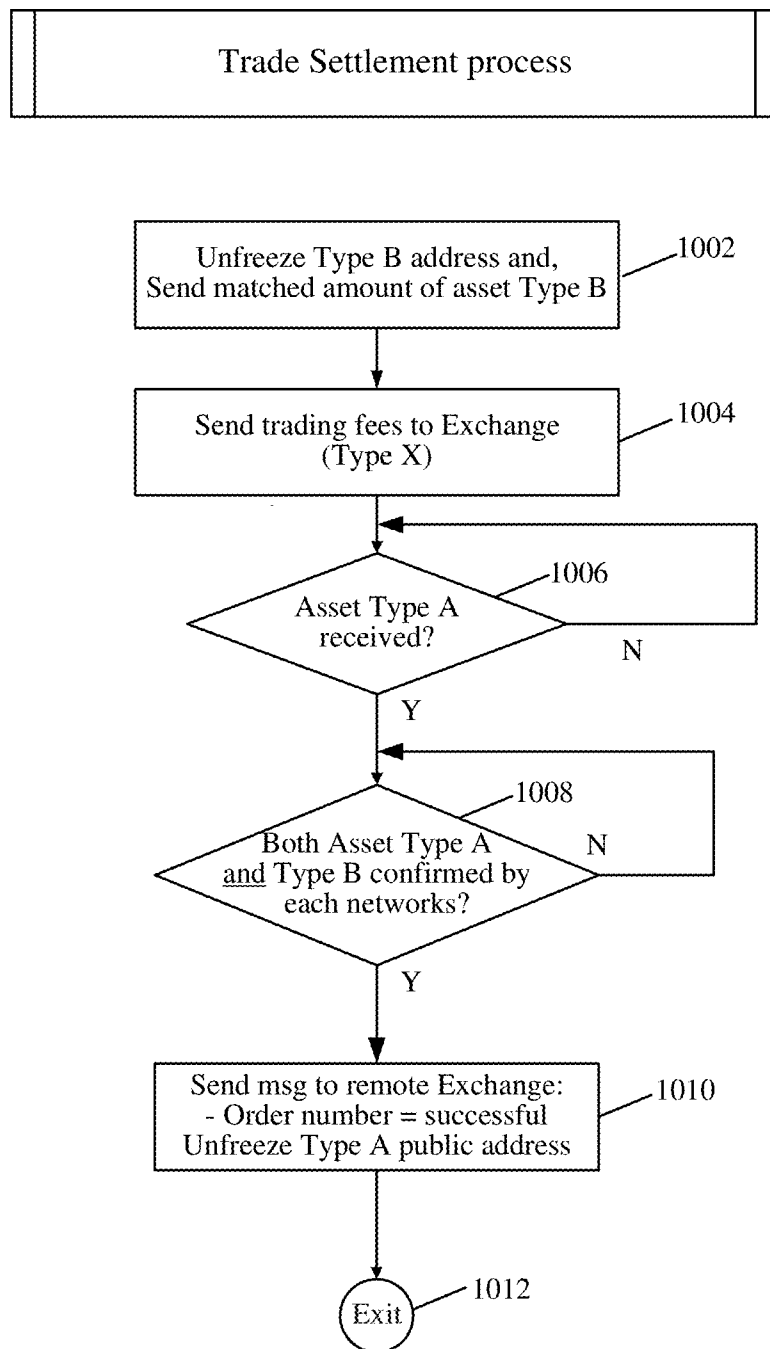 Trade Settlement process
Unfreeze Type B address and,
Send matched amount of asset Type B
1002
Send trading fees to Exchange
(Type X)
1004
Asset Type A
received?
1006
N
Y
Both Asset Type A
and Type B confirmed by
each networks?
1008
N
Y
Send msg to remote Exchange:
- Order number = successful
Unfreeze Type A public address
1010
Exit
1012